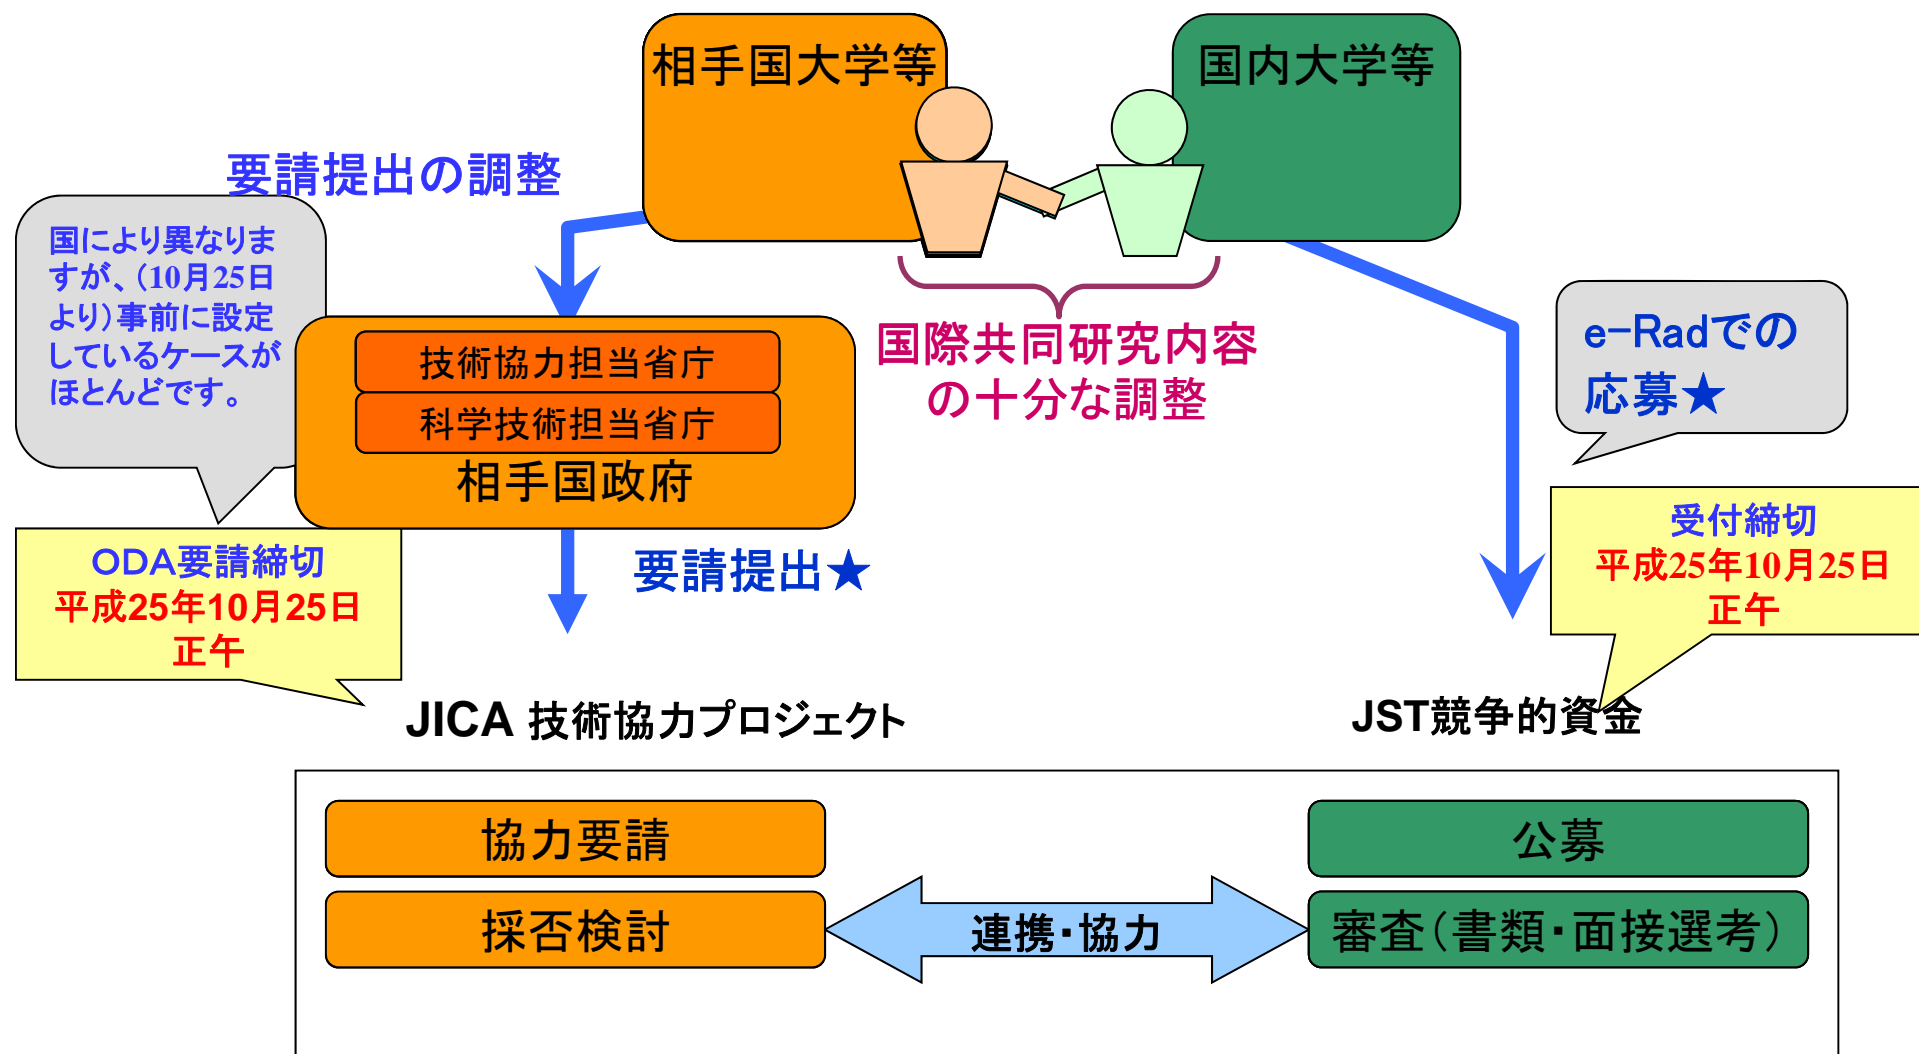 相手国大学等
国内大学等
要請提出の調整
国により異なりま
すが、(10月25日
より)事前に設定
しているケースが
ほとんどです。
技術協力担当省庁
科学技術担当省庁
相手国政府
国際共同研究内容
の十分な調整
e-Radでの
応募★
ODA要請締切
平成25年10月25日
正午
要請提出★
受付締切
平成25年10月25日
正午
JICA 技術協力プロジェクト
JST競争的資金
協力要請
公募
採否検討
連携・協力
審査(書類・面接選考)